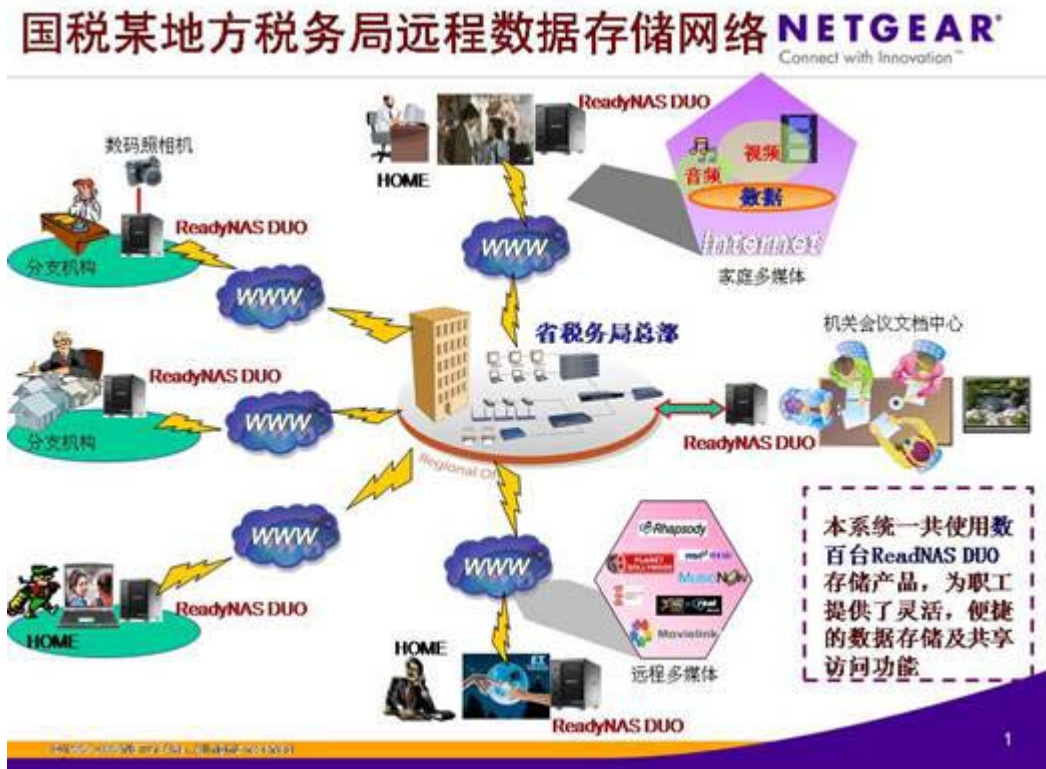 国税某地方税务局远程数据存储网络
NETGEAR
Connect with Innovation™
数码照相机
ReadyNAS DUO
分支机构
WWW
HOME
ReadyNAS DUO
WWW
音频
视频
数据
Internet
家庭多媒体
ReadyNAS DUO
分支机构
WWW
省税务局总部
Regional Of
机关会议文档中心
ReadyNAS DUO
HOME
ReadyNAS DUO
WWW
WWW
HOME
ReadyNAS DUO
Rhapsody
PLANET
MusicNow
real
Movielink
远程多媒体
本系统一共使用数
百台ReadNAS DUO
存储产品，为职工
提供了灵活，便捷
的数据存储及共享
访问功能
1